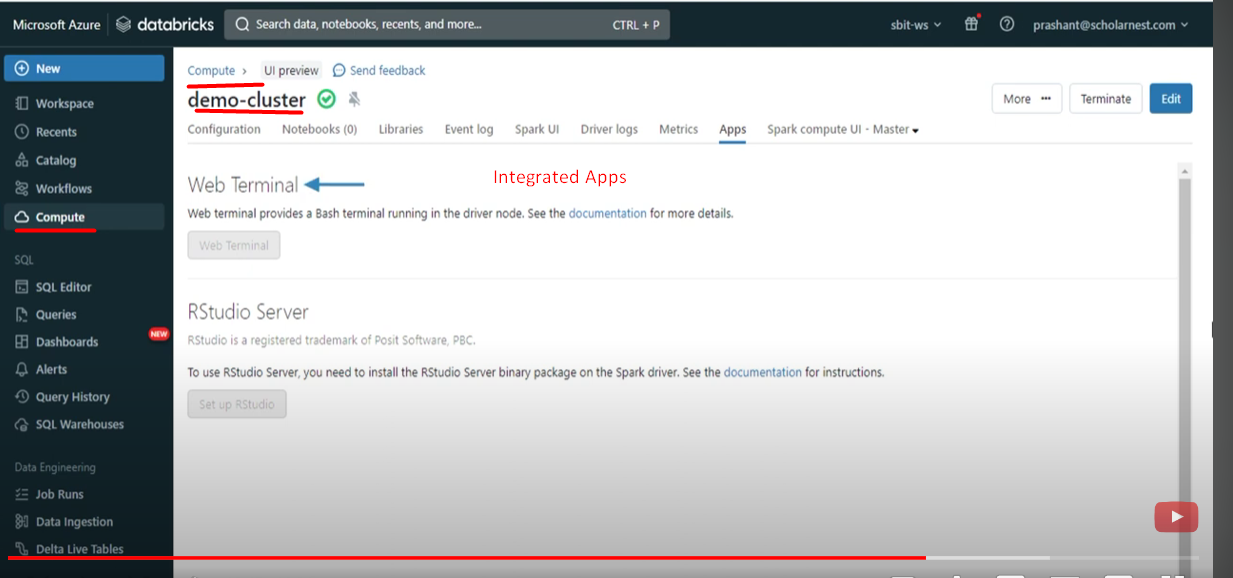 Microsoft Azure databricks Search data, notebooks, recents, and more... CTRL + P sbit-ws prashant@scholarnest.com
New
Workspace
Recents
Catalog
Workflows
Compute
SQL
SQL Editor
Queries
Dashboards NEW
Alerts
Query History
SQL Warehouses
Data Engineering
Job Runs
Data Ingestion
Delta Live Tables
Compute › UI preview Send feedback
demo-cluster
More ••• Terminate Edit
Configuration Notebooks (0) Libraries Event log Spark UI Driver logs Metrics Apps Spark compute UI - Master
Integrated Apps
Web Terminal
Web terminal provides a Bash terminal running in the driver node. See the documentation for more details.
Web Terminal
RStudio Server
RStudio is a registered trademark of Posit Software, PBC.
To use RStudio Server, you need to install the RStudio Server binary package on the Spark driver. See the documentation for instructions.
Set up RStudio